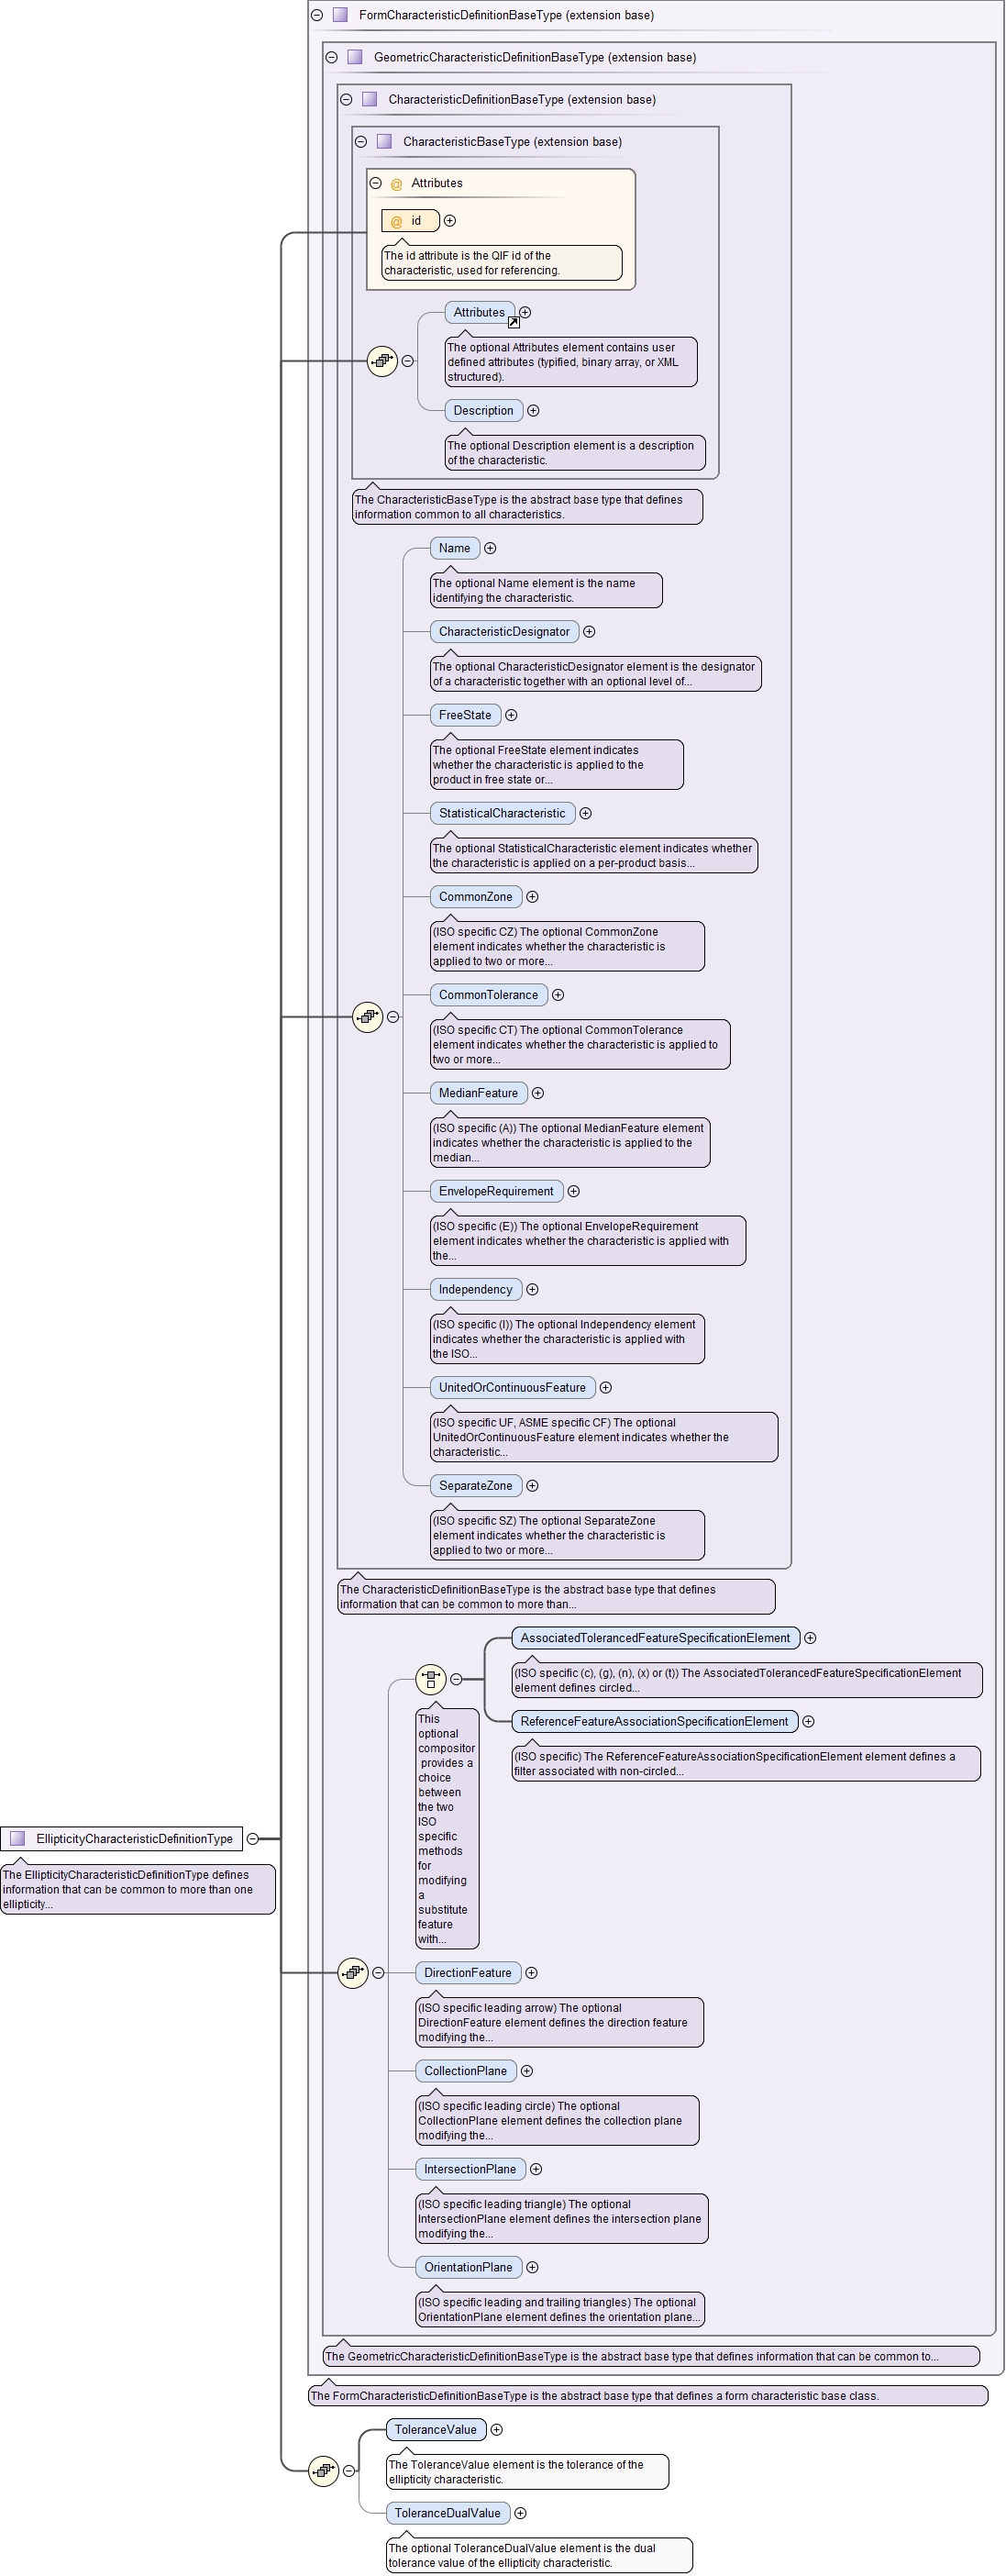 FormCharacteristicDefinitionBaseType (extension base)
GeometricCharacteristicDefinitionBaseType (extension base)
CharacteristicDefinitionBaseType (extension base)
CharacteristicBaseType (extension base)
@ Attributes
@ id
The id attribute is the QIF id of the
characteristic, used for referencing.
Attributes
The optional Attributes element contains user
defined attributes (typified, binary array, or XML
structured).
Description
The optional Description element is a description
of the characteristic.
The CharacteristicBaseType is the abstract base type that defines
information common to all characteristics.
Name
The optional Name element is the name
identifying the characteristic.
CharacteristicDesignator
The optional CharacteristicDesignator element is the designator
of a characteristic together with an optional level of...
FreeState
The optional FreeState element indicates
whether the characteristic is applied to the
product in free state or...
StatisticalCharacteristic
The optional StatisticalCharacteristic element indicates whether
the characteristic is applied on a per-product basis...
CommonZone
(ISO specific CZ) The optional CommonZone
element indicates whether the characteristic is
applied to two or more...
CommonTolerance
(ISO specific CT) The optional CommonTolerance
element indicates whether the characteristic is applied to
two or more...
MedianFeature
(ISO specific (A)) The optional MedianFeature element
indicates whether the characteristic is applied to the
median...
EnvelopeRequirement
(ISO specific (E)) The optional EnvelopeRequirement
element indicates whether the characteristic is applied with
the...
Independency
(ISO specific (I)) The optional Independency element
indicates whether the characteristic is applied with
the ISO...
UnitedOrContinuousFeature
(ISO specific UF, ASME specific CF) The optional
UnitedOrContinuousFeature element indicates whether the
characteristic...
SeparateZone
(ISO specific SZ) The optional SeparateZone
element indicates whether the characteristic is
applied to two or more...
The CharacteristicDefinitionBaseType is the abstract base type that defines
information that can be common to more than...
AssociatedTolerancedFeatureSpecificationElement
(ISO specific (c), (g), (n), (x) or (t)) The AssociatedTolerancedFeatureSpecificationElement
element defines circled...
ReferenceFeatureAssociationSpecificationElement
(ISO specific) The ReferenceFeatureAssociationSpecificationElement element defines a
filter associated with non-circled...
This
optional
compositor
provides a
choice
between
the two
ISO
specific
methods
for
modifying
a
substitute
feature
with...
EllipticityCharacteristicDefinitionType
The EllipticityCharacteristicDefinitionType defines
information that can be common to more than one
ellipticity...
DirectionFeature
(ISO specific leading arrow) The optional
DirectionFeature element defines the direction feature
modifying the...
CollectionPlane
(ISO specific leading circle) The optional
CollectionPlane element defines the collection plane
modifying the...
IntersectionPlane
(ISO specific leading triangle) The optional
IntersectionPlane element defines the intersection plane
modifying the...
OrientationPlane
(ISO specific leading and trailing triangles) The optional
OrientationPlane element defines the orientation plane...
The GeometricCharacteristicDefinitionBaseType is the abstract base type that defines information that can be common to...
The FormCharacteristicDefinitionBaseType is the abstract base type that defines a form characteristic base class.
ToleranceValue
The ToleranceValue element is the tolerance of the
ellipticity characteristic.
ToleranceDualValue
The optional ToleranceDualValue element is the dual
tolerance value of the ellipticity characteristic.